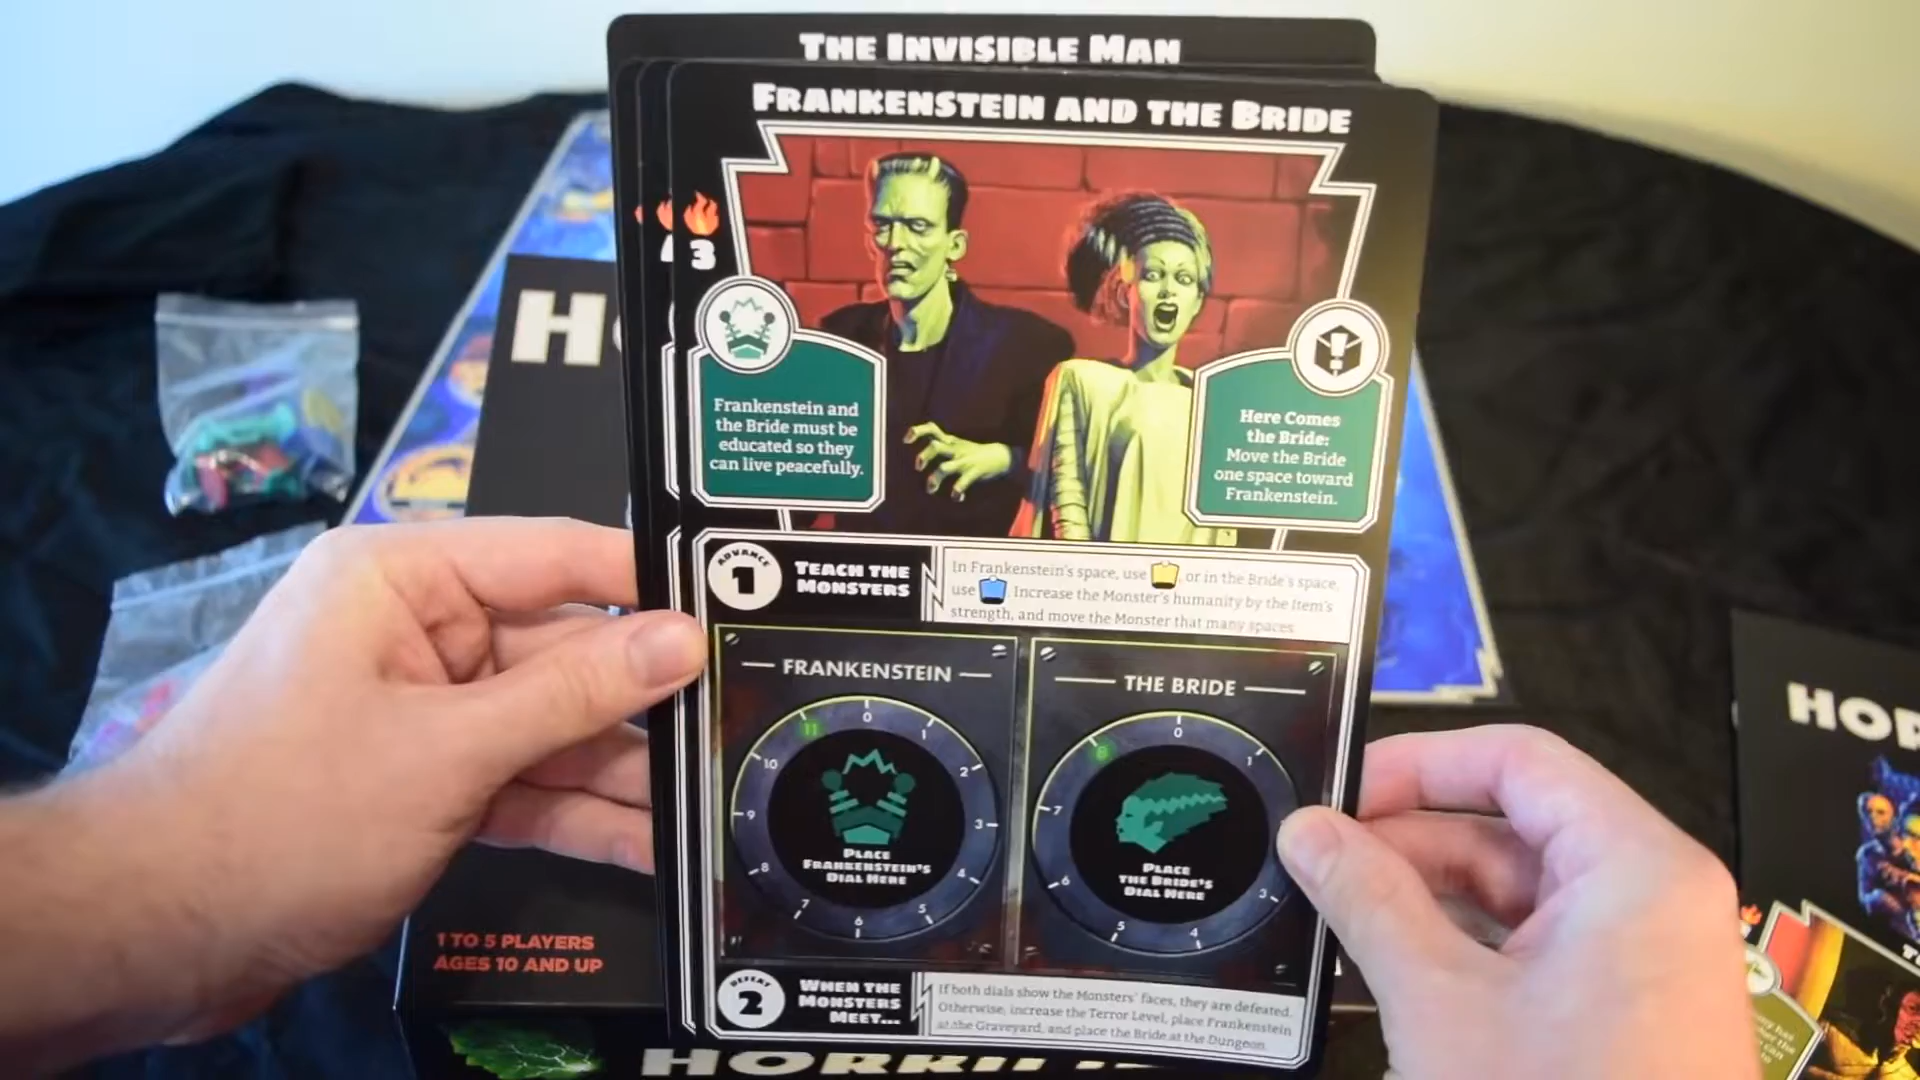 THE INVISIBLE MAN
FRANKENSTEIN AND THE BRIDE
3
Frankenstein and
the Bride must be
educated so they
can live peacefully.
Here Comes
the Bride:
Move the Bride
one space toward
Frankenstein.
ADVANCE
1
TEACH THE
MONSTERS
In Frankenstein's space, use , or in the Bride's space,
use . Increase the Monster's humanity by the Item's
strength, and move the Monster that many spaces
FRANKENSTEIN
0
1
2
3
4
5
6
7
8
9
10
11
PLACE
FRANKENSTEIN'S
DIAL HERE
THE BRIDE
0
1
3
4
5
6
7
8
PLACE
THE BRIDE'S
DIAL HERE
DEFEAT
2
WHEN THE
MONSTERS
MEET...
If both dials show the Monsters' faces, they are defeated.
Otherwise, increase the Terror Level, place Frankenstein
at the Graveyard, and place the Bride at the Dungeon.
1 TO 5 PLAYERS
AGES 10 AND UP
H
HOR